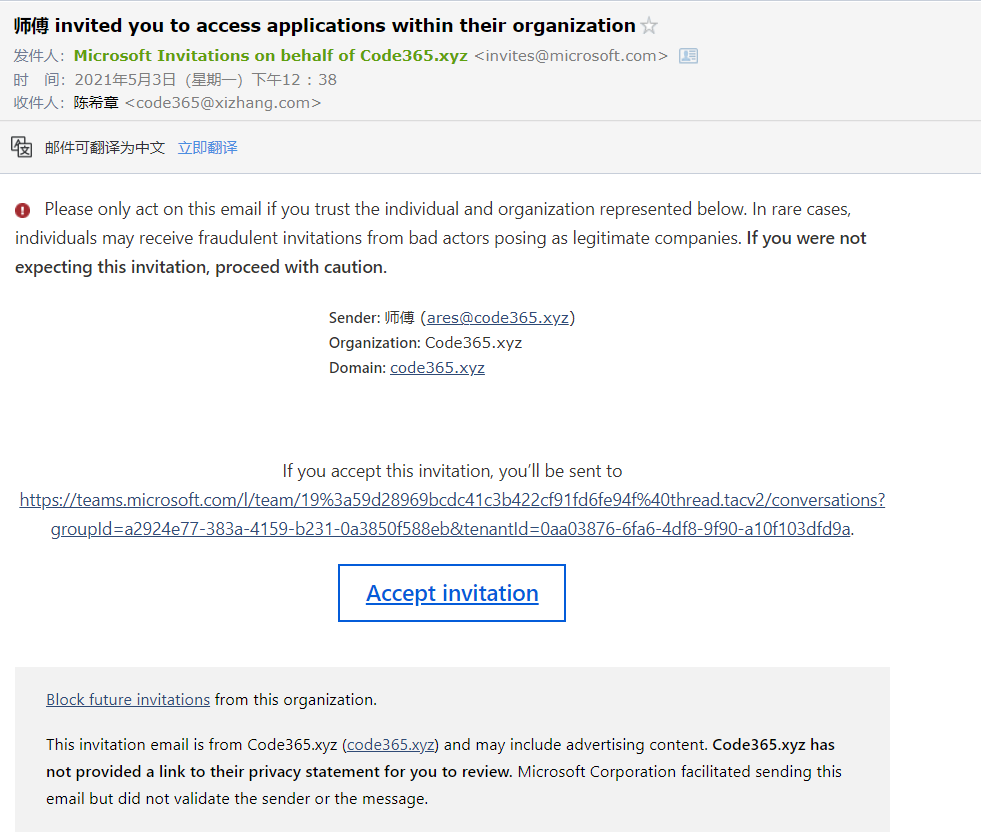 师傅 invited you to access applications within their organization
发件人: Microsoft Invitations on behalf of Code365.xyz <invites@microsoft.com>
时 间: 2021年5月3日 (星期一) 下午12:38
收件人: 陈希章 <code365@xizhang.com>
邮件可翻译为中文 立即翻译
Please only act on this email if you trust the individual and organization represented below. In rare cases,
individuals may receive fraudulent invitations from bad actors posing as legitimate companies. If you were not
expecting this invitation, proceed with caution.
Sender: 师傅 (ares@code365.xyz)
Organization: Code365.xyz
Domain: code365.xyz
If you accept this invitation, you’ll be sent to
https://teams.microsoft.com/l/team/19%3a59d28969bcdc41c3b422cf91fd6fe94f%40thread.tacv2/conversations?
groupId=a2924e77-383a-4159-b231-0a3850f588eb&tenantId=0aa03876-6fa6-4df8-9f90-a10f103dfd9a.
Accept invitation
Block future invitations from this organization.
This invitation email is from Code365.xyz (code365.xyz) and may include advertising content. Code365.xyz has
not provided a link to their privacy statement for you to review. Microsoft Corporation facilitated sending this
email but did not validate the sender or the message.